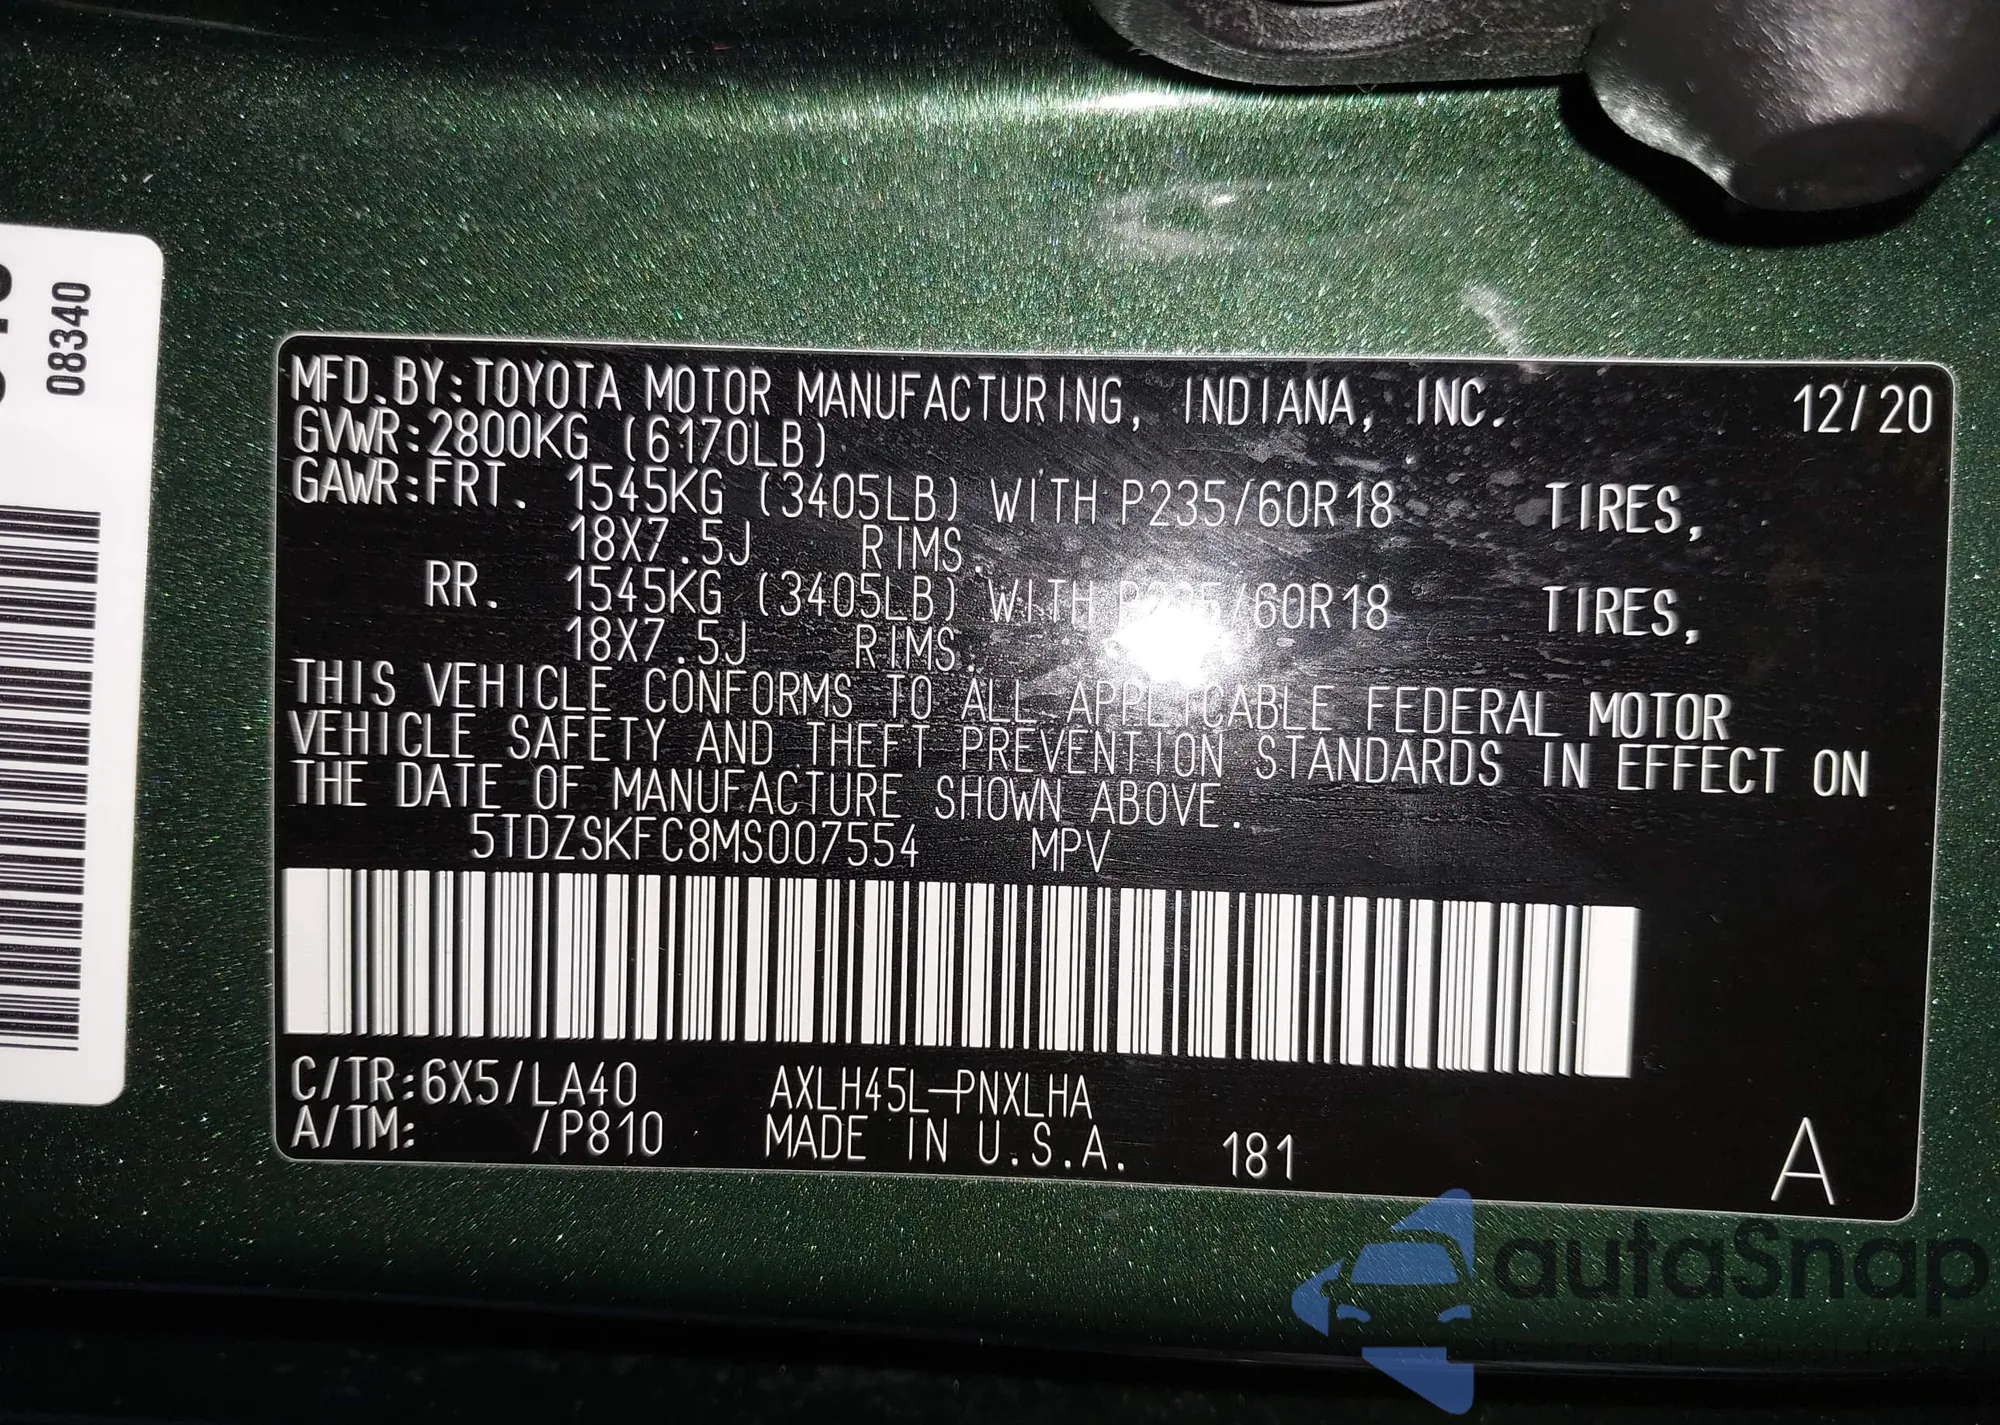 08340
MFD.BY:TOYOTA MOTOR MANUFACTURING, INDIANA, INC. 12/20
GVWR:2800KG (6170LB)
GAWR:FRT. 1545KG (3405LB) WITH P235/60R18 TIRES,
18X7.5J RIMS.
RR. 1545KG (3405LB) WITH P235/60R18 TIRES,
18X7.5J RIMS.
THIS VEHICLE CONFORMS TO ALL APPLICABLE FEDERAL MOTOR
VEHICLE SAFETY AND THEFT PREVENTION STANDARDS IN EFFECT ON
THE DATE OF MANUFACTURE SHOWN ABOVE.
5TDZSKFC8MS007554 MPV
C/TR:6X5/LA40 AXLH45L-PNXLHA
A/TM: /P810 MADE IN U.S.A. 181 A
autaSnap